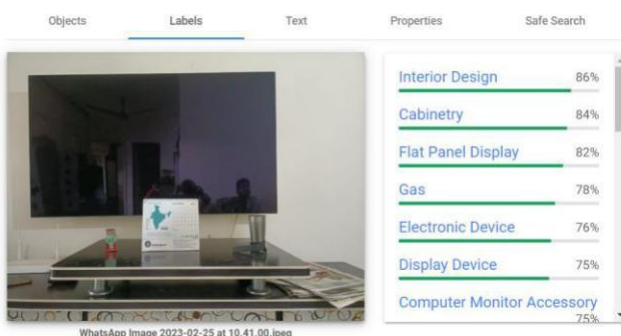 Objects
Labels
Text
Properties
Safe Search
Interior Design 86%
Cabinetry 84%
Flat Panel Display 82%
Gas 78%
Electronic Device 76%
Display Device 75%
Computer Monitor Accessory
75%
WhatsApp Image 2023-02-25 at 10.41.00.jpeg